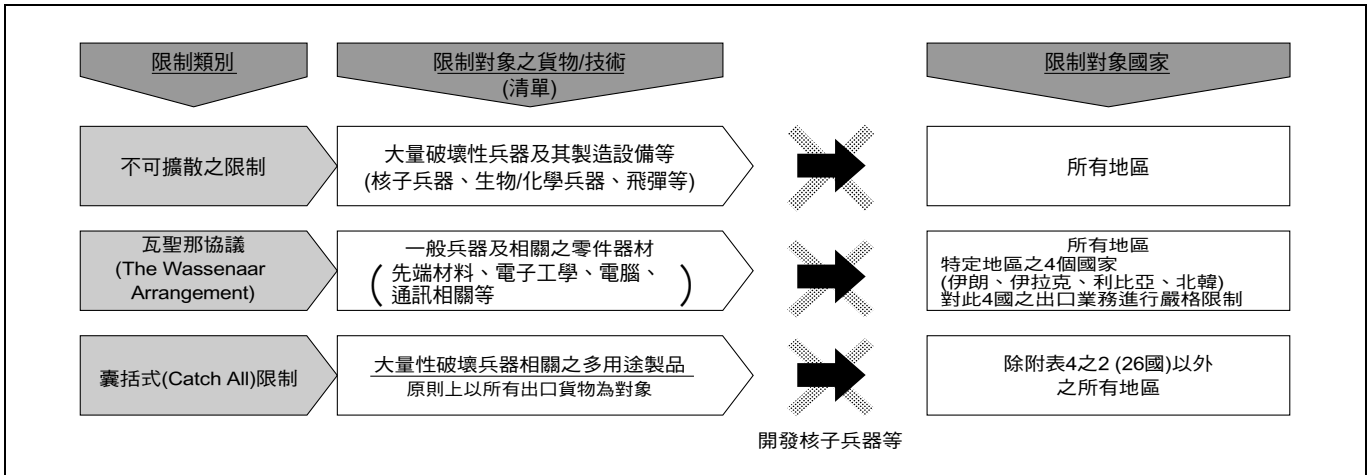 限制類別
限制對象之貨物/技術
(清單)
限制對象國家
不可擴散之限制
大量破壞性兵器及其製造設備等
(核子兵器、生物/化學兵器、飛彈等)
所有地區
瓦聖那協議
(The Wassenaar
Arrangement)
一般兵器及相關之零件器材
(先端材料、電子工學、電腦、
通訊相關等)
所有地區
特定地區之4個國家
(伊朗、伊拉克、利比亞、北韓)
對此4國之出口業務進行嚴格限制
囊括式(Catch All)限制
大量性破壞兵器相關之多用途製品
原則上以所有出口貨物為對象
除附表4之2 (26國)以外
之所有地區
開發核子兵器等